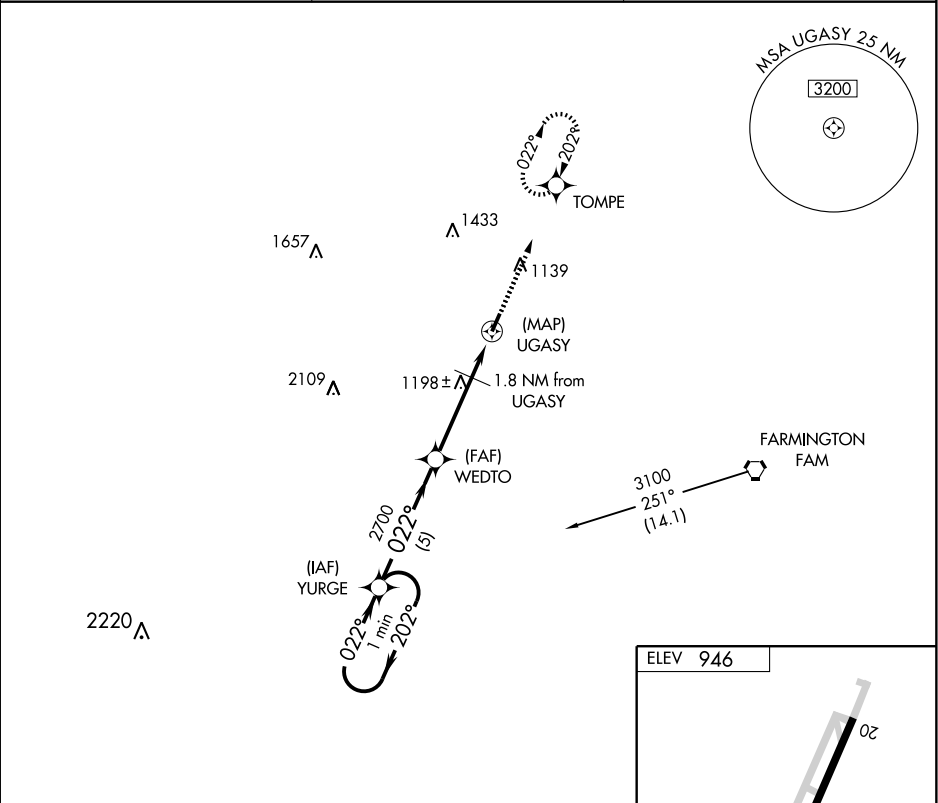 MSA UGASY 25 NM
3200
022°
202°
TOMPE
1433
1657
1139
(MAP)
UGASY
2109
1198±
1.8 NM from
UGASY
(FAF)
WEDTO
FARMINGTON
FAM
3100
251°
(14.1)
2700
022°
(5)
(IAF)
YURGE
022°
1 min
202°
2220
ELEV 946
20